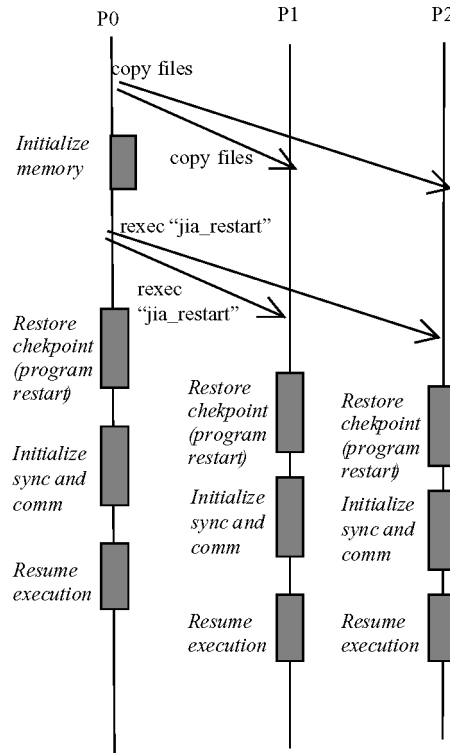 P0
P1
P2
copy files
copy files
Initialize
memory
rexec “jia_restart”
rexec
“jia_restart”
Restore
chekpoint
(program
restart)
Initialize
sync and
comm
Resume
execution
Restore
chekpoint
(program
restart)
Initialize
sync and
comm
Resume
execution
Restore
chekpoint
(program
restart)
Initialize
sync and
comm
Resume
execution